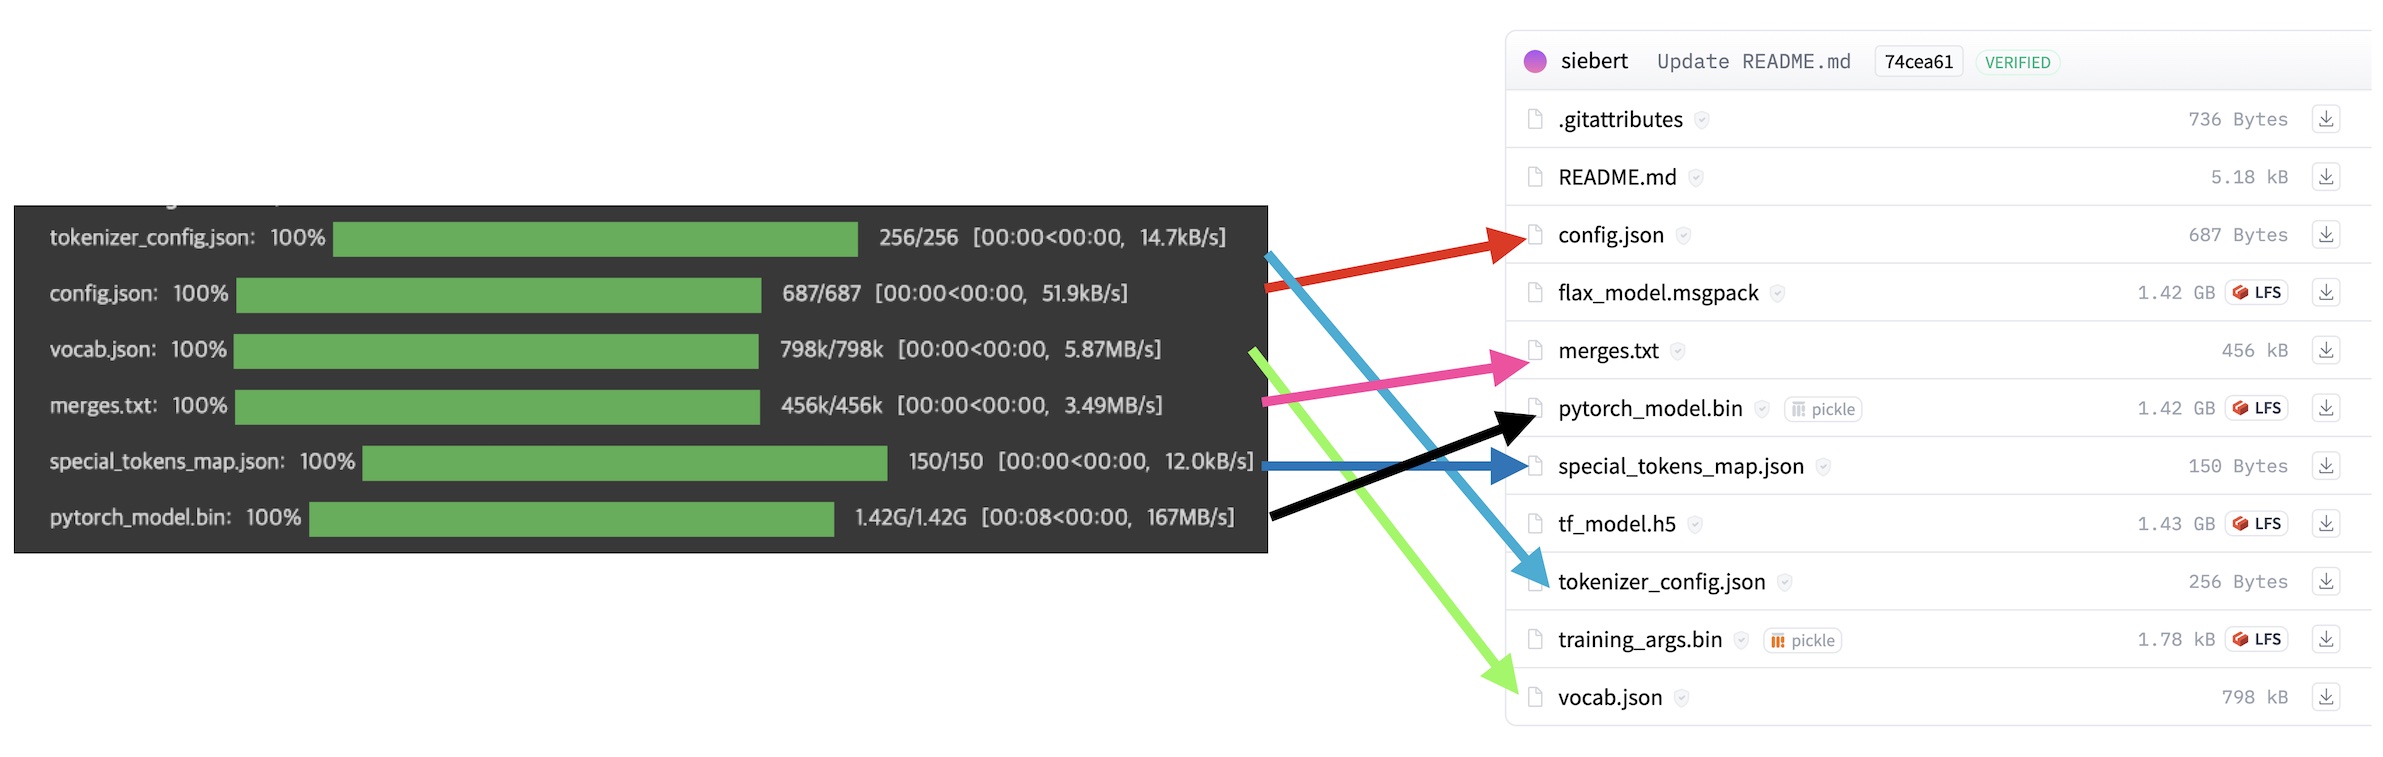 tokenizer_config.json: 100% 256/256 [00:00<00:00, 14.7kB/s]
config.json: 100% 687/687 [00:00<00:00, 51.9kB/s]
vocab.json: 100% 798k/798k [00:00<00:00, 5.87MB/s]
merges.txt: 100% 456k/456k [00:00<00:00, 3.49MB/s]
special_tokens_map.json: 100% 150/150 [00:00<00:00, 12.0kB/s]
pytorch_model.bin: 100% 1.42G/1.42G [00:08<00:00, 167MB/s]
siebert Update README.md 74cea61 VERIFIED
.gitattributes 736 Bytes
README.md 5.18 kB
config.json 687 Bytes
flax_model.msgpack 1.42 GB LFS
merges.txt 456 kB
pytorch_model.bin pickle 1.42 GB LFS
special_tokens_map.json 150 Bytes
tf_model.h5 1.43 GB LFS
tokenizer_config.json 256 Bytes
training_args.bin pickle 1.78 kB LFS
vocab.json 798 kB